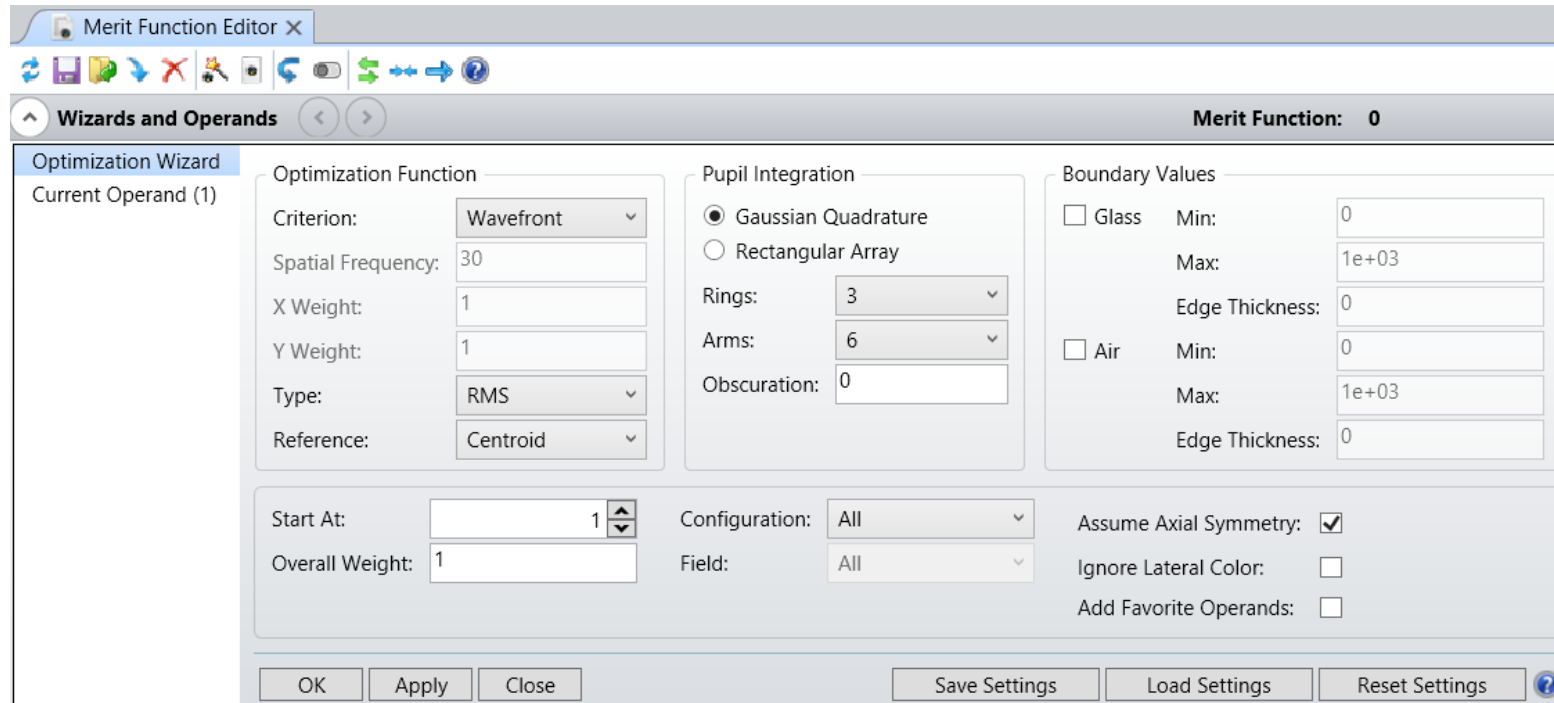 Merit Function Editor
Wizards and Operands
Merit Function: 0
Optimization Wizard
Current Operand (1)
Optimization Function
Criterion: Wavefront
Spatial Frequency: 30
X Weight: 1
Y Weight: 1
Type: RMS
Reference: Centroid
Pupil Integration
Gaussian Quadrature
Rectangular Array
Rings: 3
Arms: 6
Obscuration: 0
Boundary Values
Glass Min: 0
Max: 1e+03
Edge Thickness: 0
Air Min: 0
Max: 1e+03
Edge Thickness: 0
Start At: 1
Overall Weight: 1
Configuration: All
Field: All
Assume Axial Symmetry:
Ignore Lateral Color:
Add Favorite Operands:
OK Apply Close Save Settings Load Settings Reset Settings